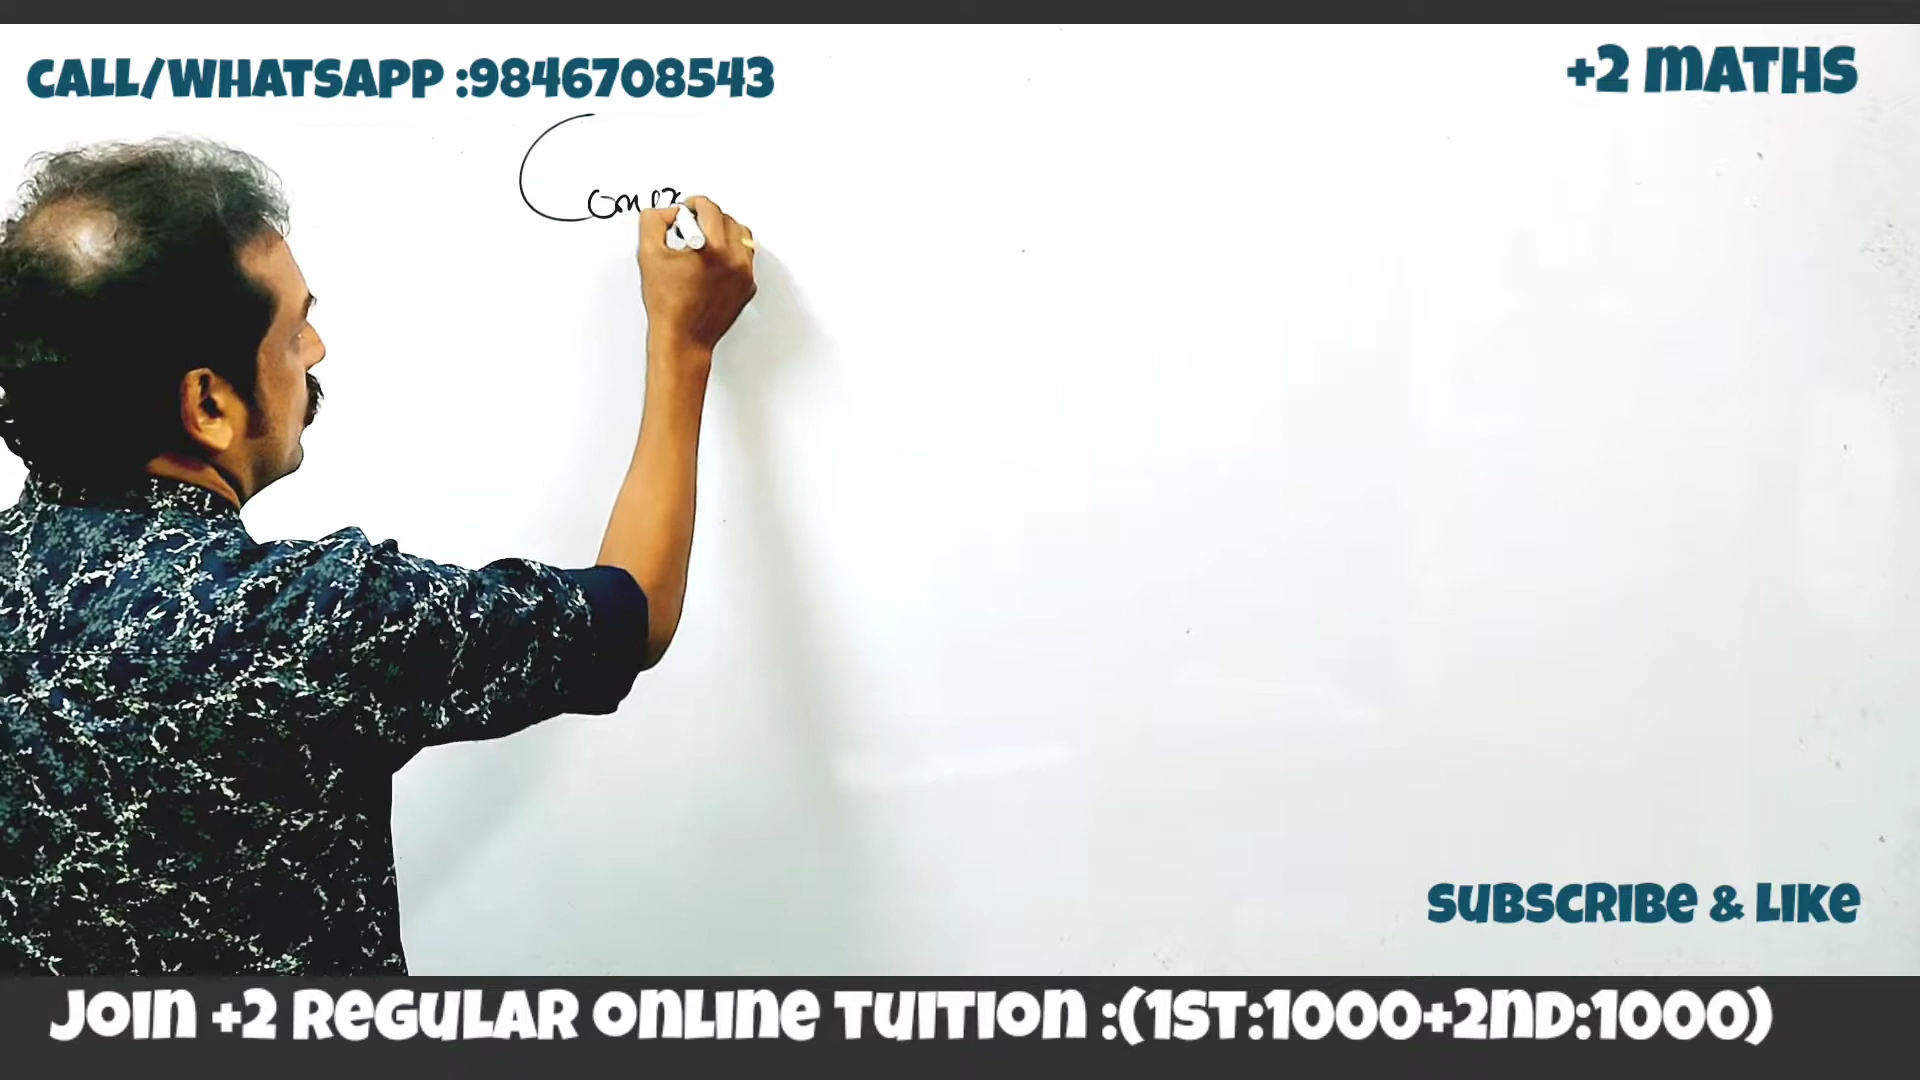 CALL/WHATSAPP :9846708543
+2 MATHS
SUBSCRIBE & LIKE
JOIN +2 REGULAR ONLINE TUITION :(1ST:1000+2ND:1000)